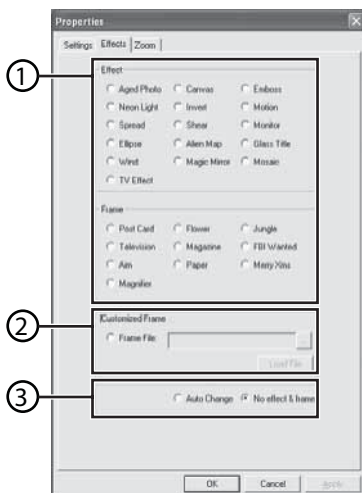 Properties
Settings Effects Zoom
1
Effect
Aged Photo Canvas Emboss
Neon Light Invert Motion
Spread Shear Monitor
Ellipse Alien Map Glass Title
Wind Magic Mirror Mosaic
TV Effect
Frame
Post Card Flower Jungle
Television Magazine FBI Wanted
Aim Paper Merry Xms
Magnifier
2
Customized Frame
Frame File: ...
Load File
3
Auto Change No effect & frame
OK Cancel Apply